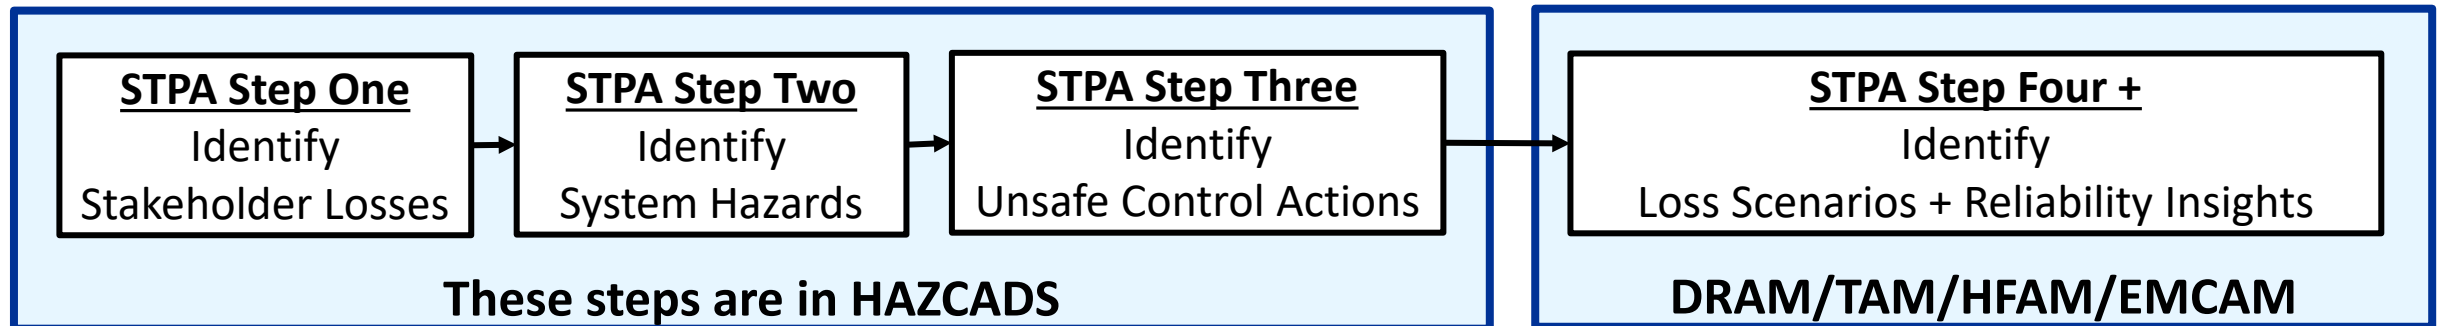 STPA Step One
Identify
Stakeholder Losses
STPA Step Two
Identify
System Hazards
STPA Step Three
Identify
Unsafe Control Actions
These steps are in HAZCADS
STPA Step Four +
Identify
Loss Scenarios + Reliability Insights
DRAM/TAM/HFAM/EMCAM